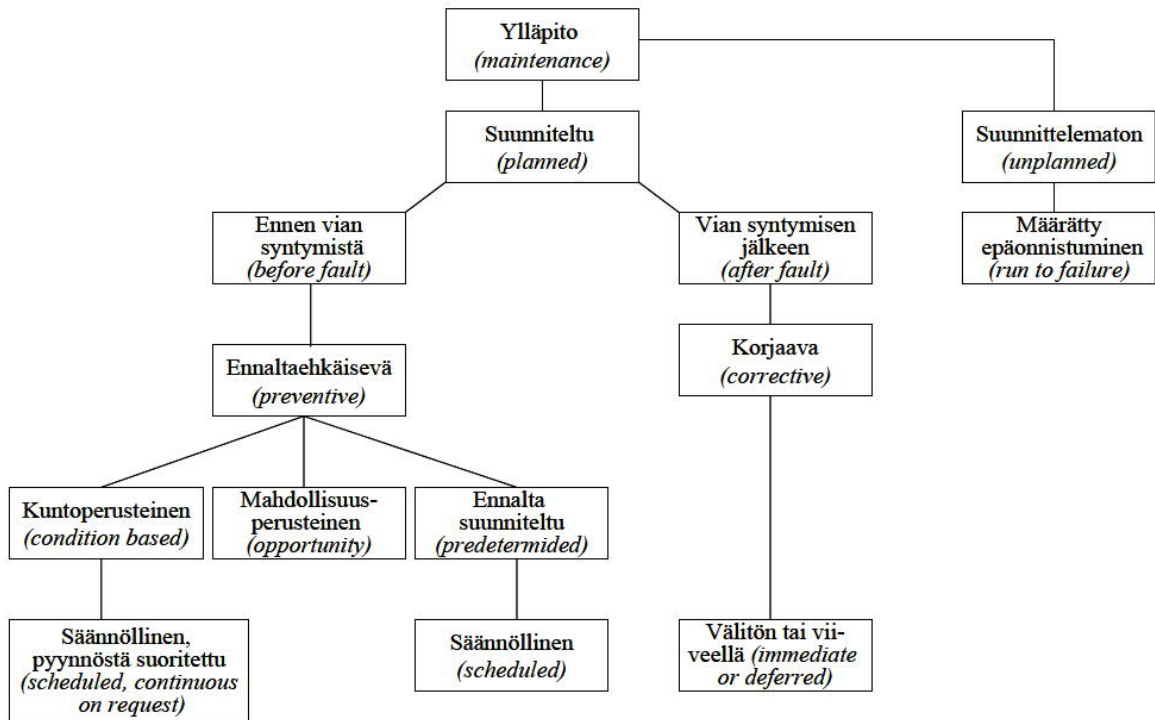 Ylläpito
(maintenance)
Suunniteltu
(planned)
Suunnittelematon
(unplanned)
Ennen vian
syntymistä
(before fault)
Vian syntymisen
jälkeen
(after fault)
Määrätty
epäonnistuminen
(run to failure)
Ennaltaehkäisevä
(preventive)
Korjaava
(corrective)
Kuntoperusteinen
(condition based)
Mahdollisuus-
perusteinen
(opportunity)
Ennalta
suunniteltu
(predetermided)
Säännöllinen,
pyynnöstä suoritettu
(scheduled, continuous
on request)
Säännöllinen
(scheduled)
Välitön tai vii-
veellä (immediate
or deferred)